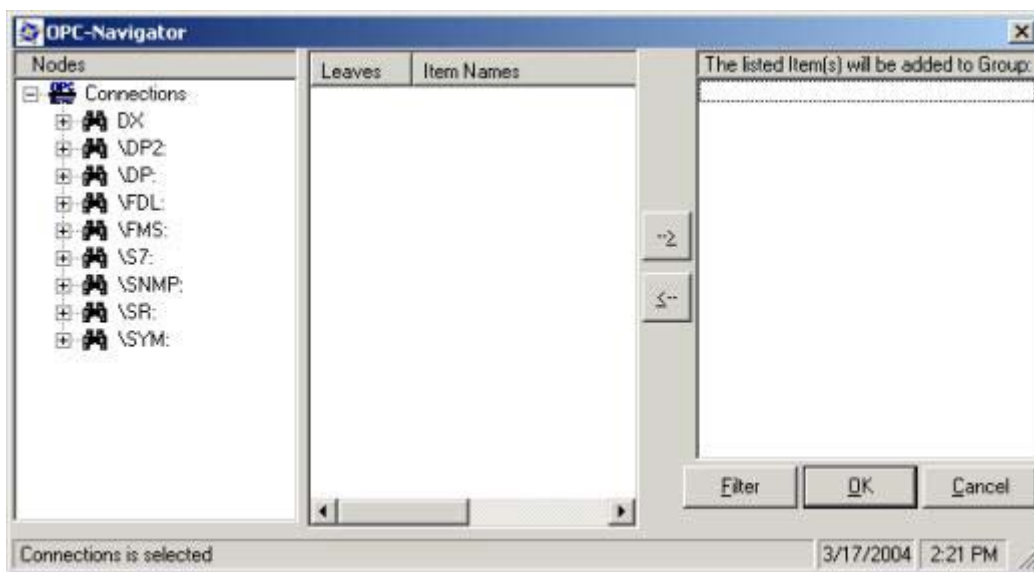 OPC-Navigator
Nodes
Leaves Item Names
The listed Item(s) will be added to Group:
OPC
Connections
DX
\DP2:
\DP:
\FDL:
\FMS:
\S7:
\SNMP:
\SR:
\SYM:
-->
<--
Filter OK Cancel
Connections is selected 3/17/2004 2:21 PM